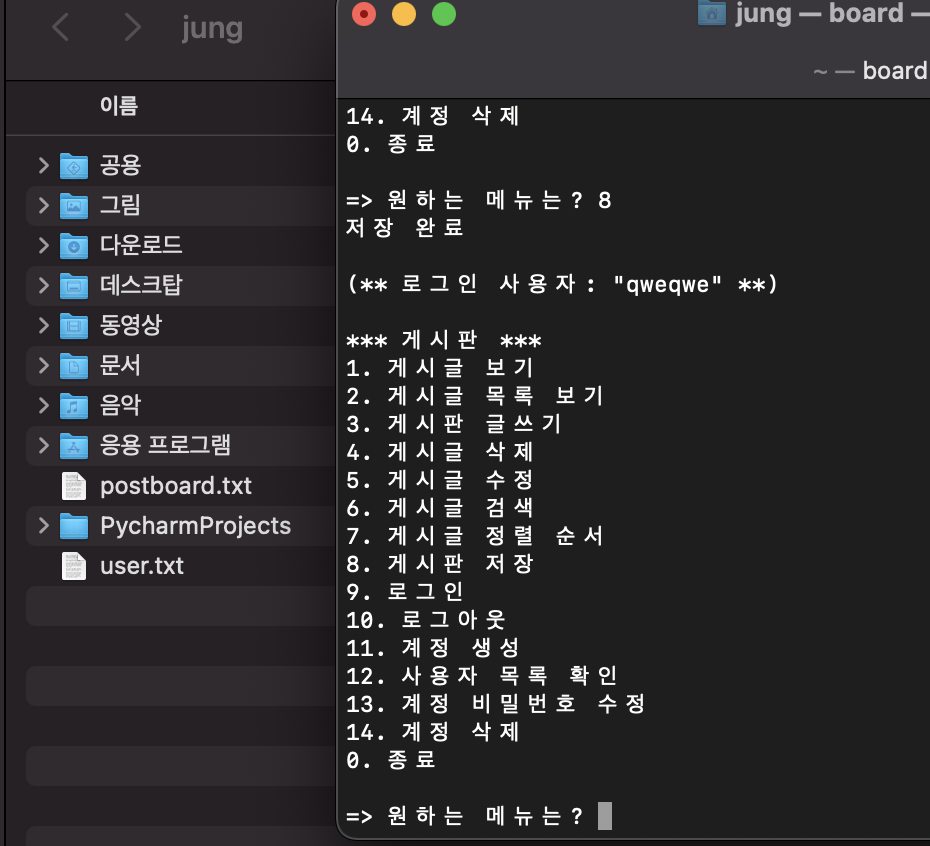 jung
이름
공용
그림
다운로드
데스크탑
동영상
문서
음악
응용 프로그램
postboard.txt
PycharmProjects
user.txt
jung — board —
~ — board
14. 계정 삭제
0. 종료
=> 원하는 메뉴는? 8
저장 완료
(** 로그인 사용자: "qweqwe" **)
*** 게시판 ***
1. 게시글 보기
2. 게시글 목록 보기
3. 게시판 글쓰기
4. 게시글 삭제
5. 게시글 수정
6. 게시글 검색
7. 게시글 정렬 순서
8. 게시판 저장
9. 로그인
10. 로그아웃
11. 계정 생성
12. 사용자 목록 확인
13. 계정 비밀번호 수정
14. 계정 삭제
0. 종료
=> 원하는 메뉴는?